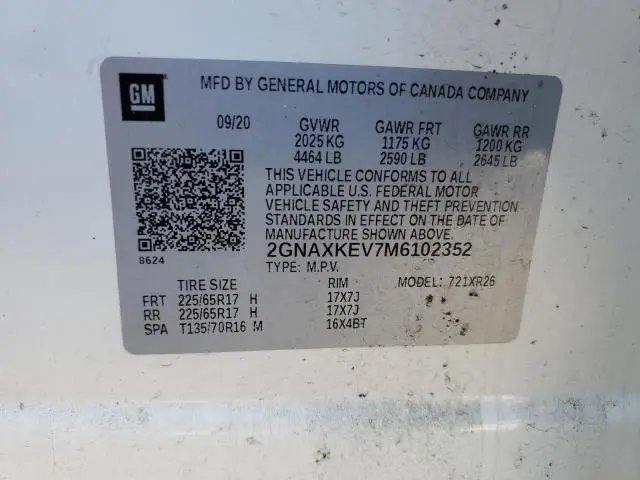 GM
MFD BY GENERAL MOTORS OF CANADA COMPANY
09/20 GVWR GAWR FRT GAWR RR
2025 KG 1175 KG 1200 KG
4464 LB 2590 LB 2645 LB
THIS VEHICLE CONFORMS TO ALL
APPLICABLE U.S. FEDERAL MOTOR
VEHICLE SAFETY AND THEFT PREVENTION
STANDARDS IN EFFECT ON THE DATE OF
MANUFACTURE SHOWN ABOVE.
8624 2GNAXKEV7M6102352
TYPE: M.P.V.
TIRE SIZE RIM MODEL: 721XR26
FRT 225/65R17 H 17X7J
RR 225/65R17 H 17X7J
SPA T135/70R16 M 16X4BT